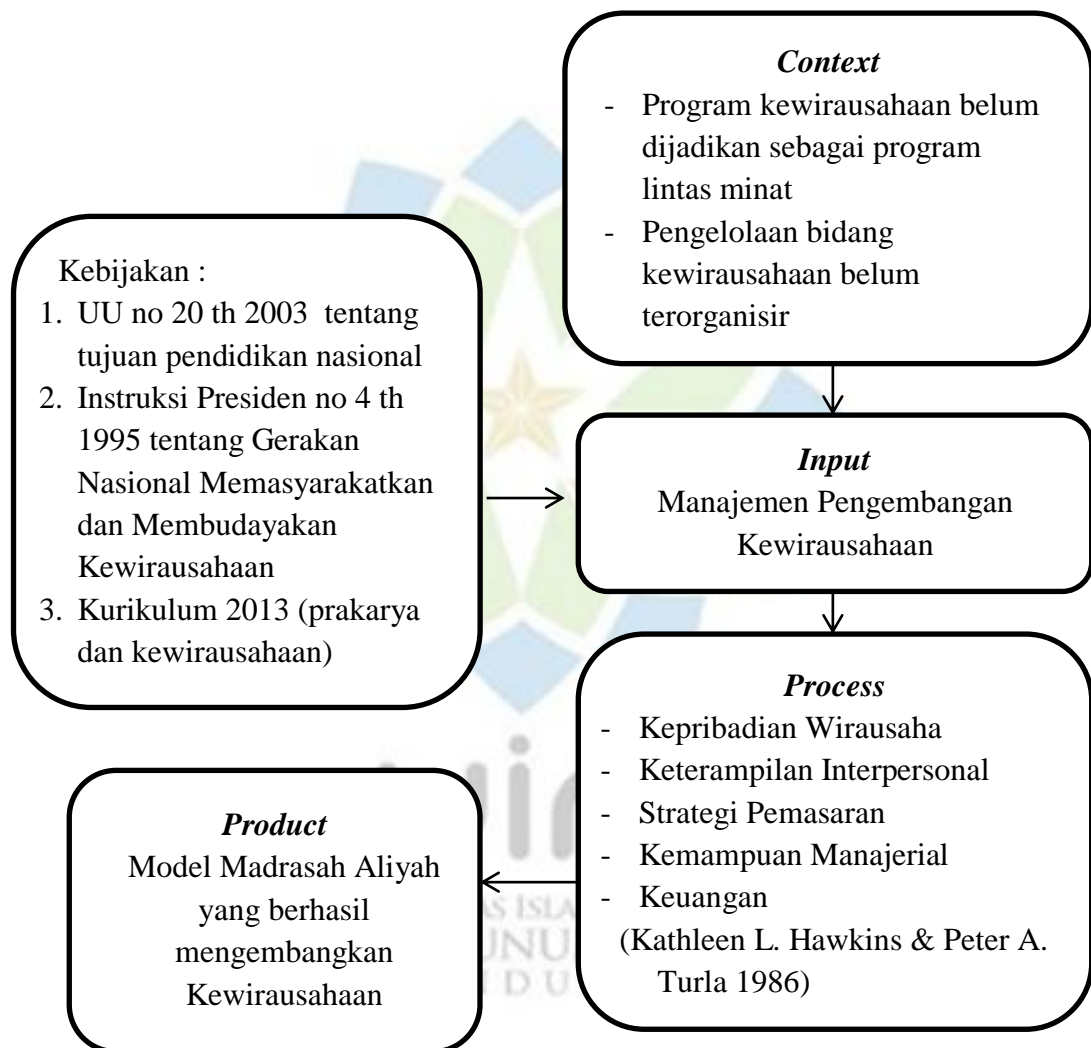 Context
- Program kewirausahaan belum
dijadikan sebagai program
lintas minat
- Pengelolaan bidang
kewirausahaan belum
terorganisir
Kebijakan :
1. UU no 20 th 2003 tentang
tujuan pendidikan nasional
2. Instruksi Presiden no 4 th
1995 tentang Gerakan
Nasional Memasyarakatkan
dan Membudayakan
Kewirausahaan
3. Kurikulum 2013 (prakarya
dan kewirausahaan)
Input
Manajemen Pengembangan
Kewirausahaan
Process
- Kepribadian Wirausaha
- Keterampilan Interpersonal
- Strategi Pemasaran
- Kemampuan Manajerial
- Keuangan
(Kathleen L. Hawkins & Peter A.
Turla 1986)
Product
Model Madrasah Aliyah
yang berhasil
mengembangkan
Kewirausahaan